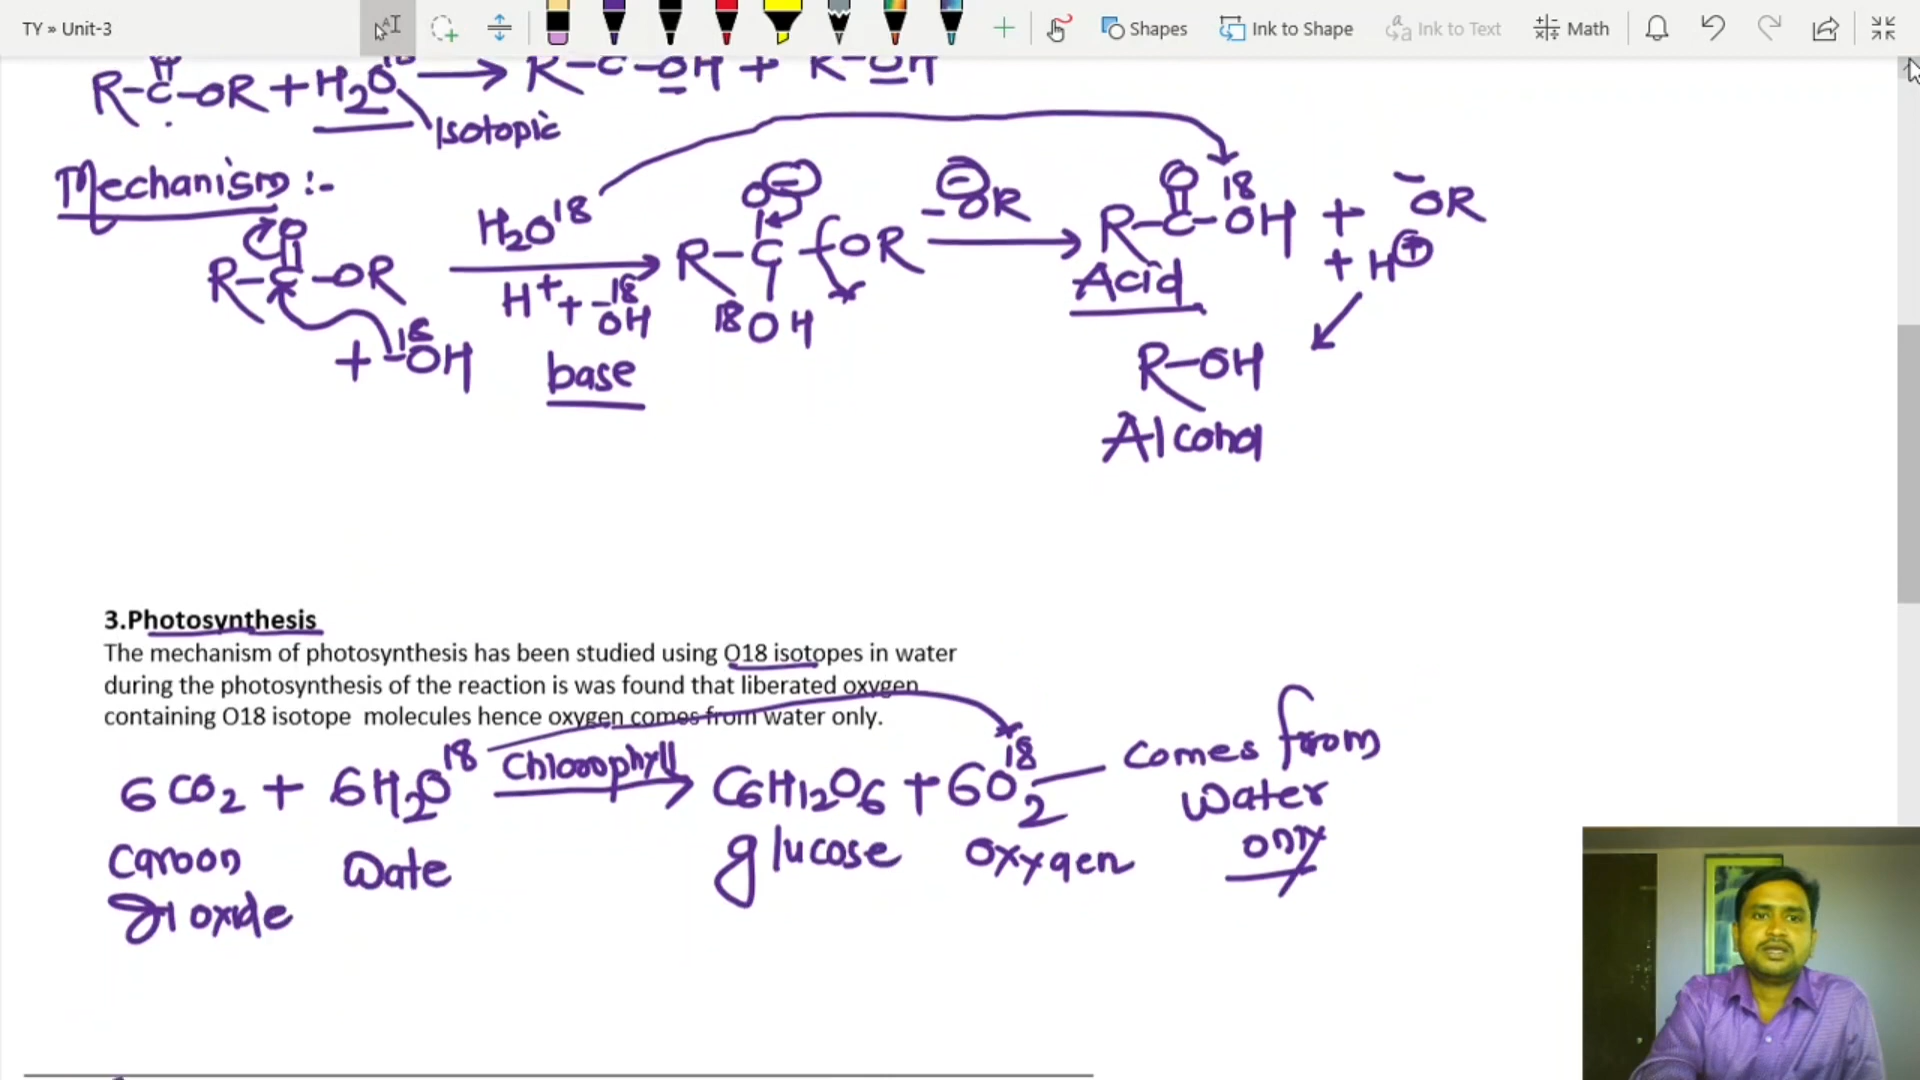 TY » Unit-3
Shapes Ink to Shape Ink to Text Math
R-C-OR + H2O18 → R-C-OH + R-OH
Isotopic
Mechanism :-
R-C-OR + -18OH
O
H2O18
H+ + -18OH
base
O-
R-C-OR
18OH
-OR
O 18
R-C-OH + -OR
+ H+
Acid
R-OH
Alcohol
3.Photosynthesis
The mechanism of photosynthesis has been studied using O18 isotopes in water
during the photosynthesis of the reaction is was found that liberated oxygen
containing O18 isotope molecules hence oxygen comes from water only.
6CO2 + 6H2O18 Chlorophyll → C6H12O6 + 6O2 18 — comes from
water
only
Carbon
Dioxide
Wate
glucose
Oxygen